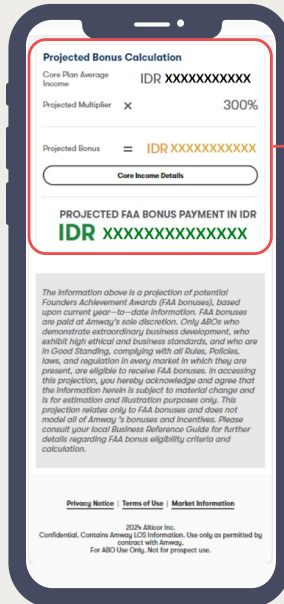 Projected Bonus Calculation
Core Plan Average
Income
IDR XXXXXXXXXXX
Projected Multiplier × 300%
Projected Bonus = IDR XXXXXXXXXXX
Core Income Details
PROJECTED FAA BONUS PAYMENT IN IDR
IDR XXXXXXXXXXXXXX
The information above is a projection of potential
Founders Achievement Awards (FAA bonuses), based
upon current year—to—date information. FAA bonuses
are paid at Amway's sole discretion. Only ABOs who
demonstrate extraordinary business development, who
exhibit high ethical and business standards, and who are
in Good Standing, complying with all Rules, Policies,
laws, and regulation in every market in which they are
present, are eligible to receive FAA bonuses. In accessing
this projection, you hereby acknowledge and agree that
the information herein is subject to material change and
is for estimation and illustration purposes only. This
projection relates only to FAA bonuses and does not
model all of Amway 's bonuses and incentives. Please
consult your local Business Reference Guide for further
details regarding FAA bonus eligibility criteria and
calculation.
Privacy Notice | Terms of Use | Market Information
2024 Alticor Inc.
Confidential. Contains Amway LOS Information. Use only as permitted by
contract with Amway.
For ABO Use Only. Not for prospect use.